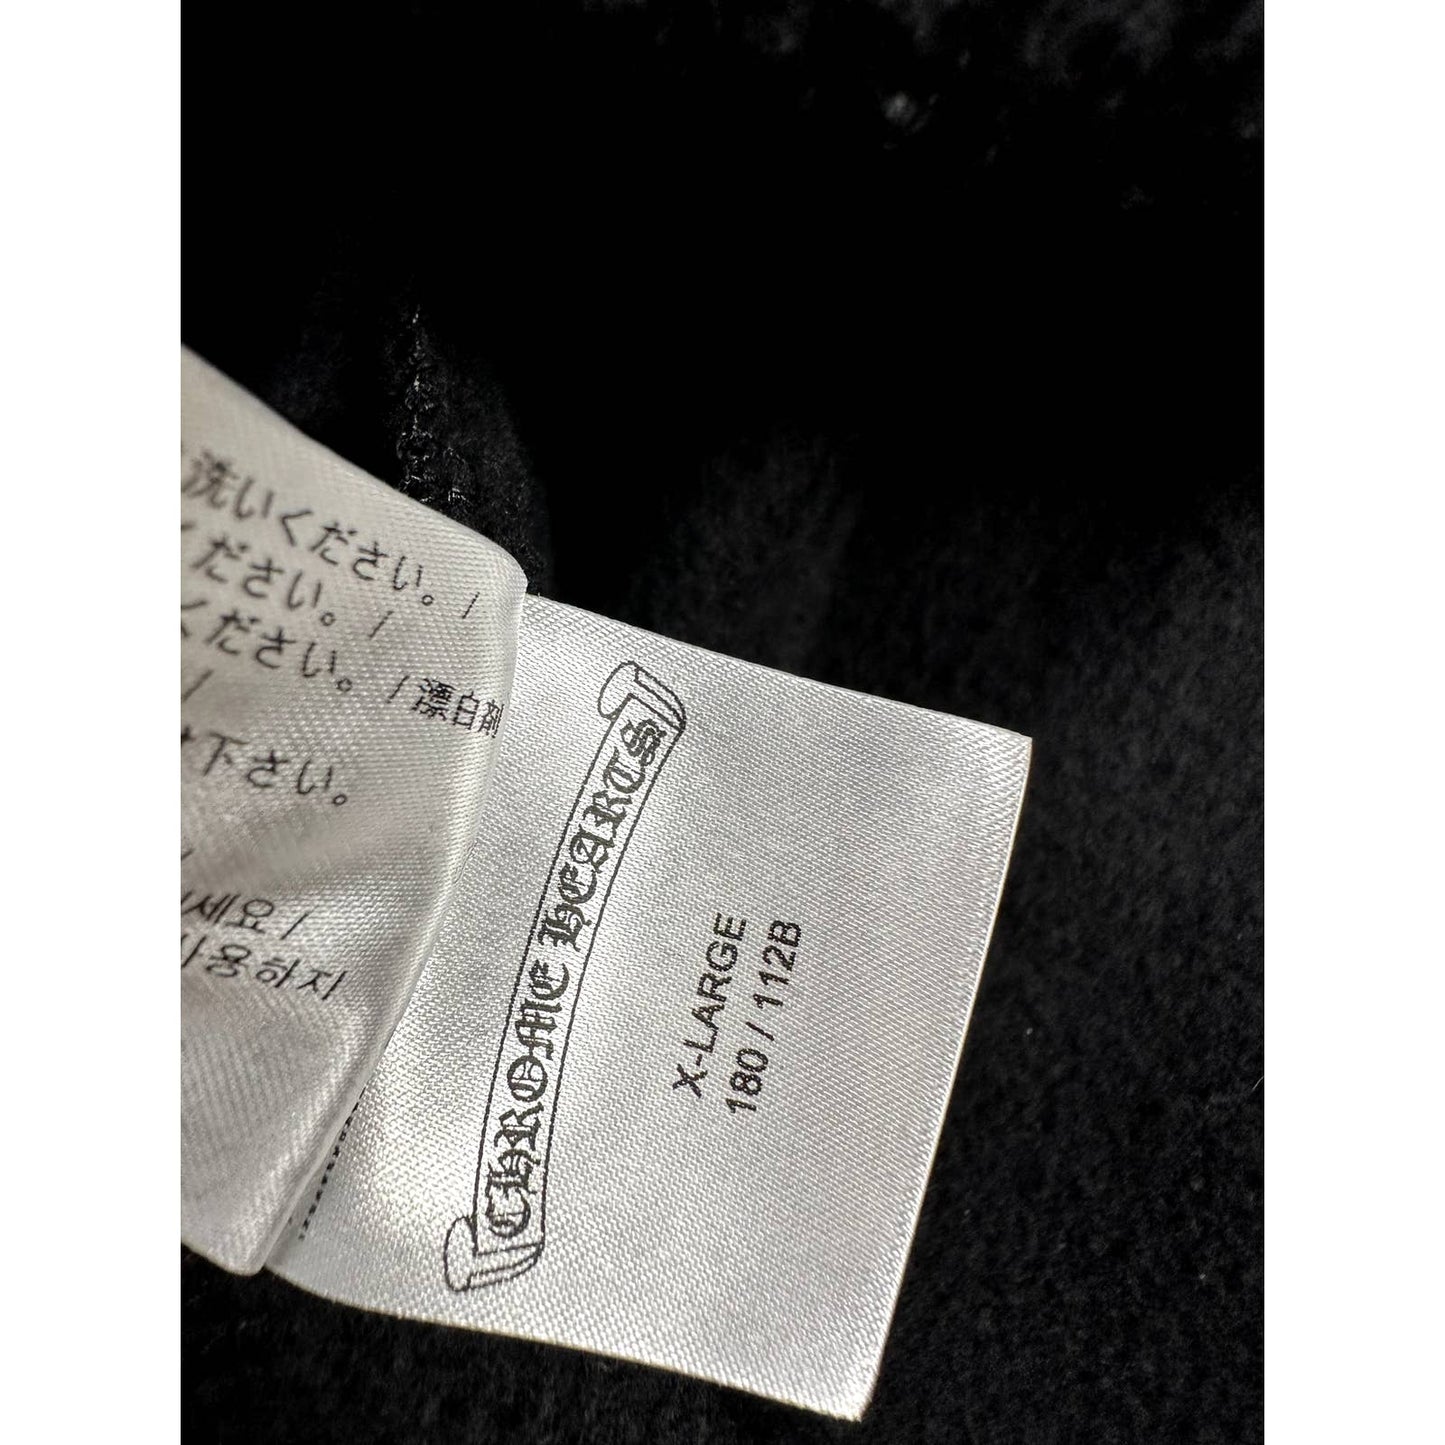 洗いください。/
ください。/
ください。/漂白剤
/
下さい。
세요 /
사용하지
CHROME HEARTS
X-LARGE
180 / 112B